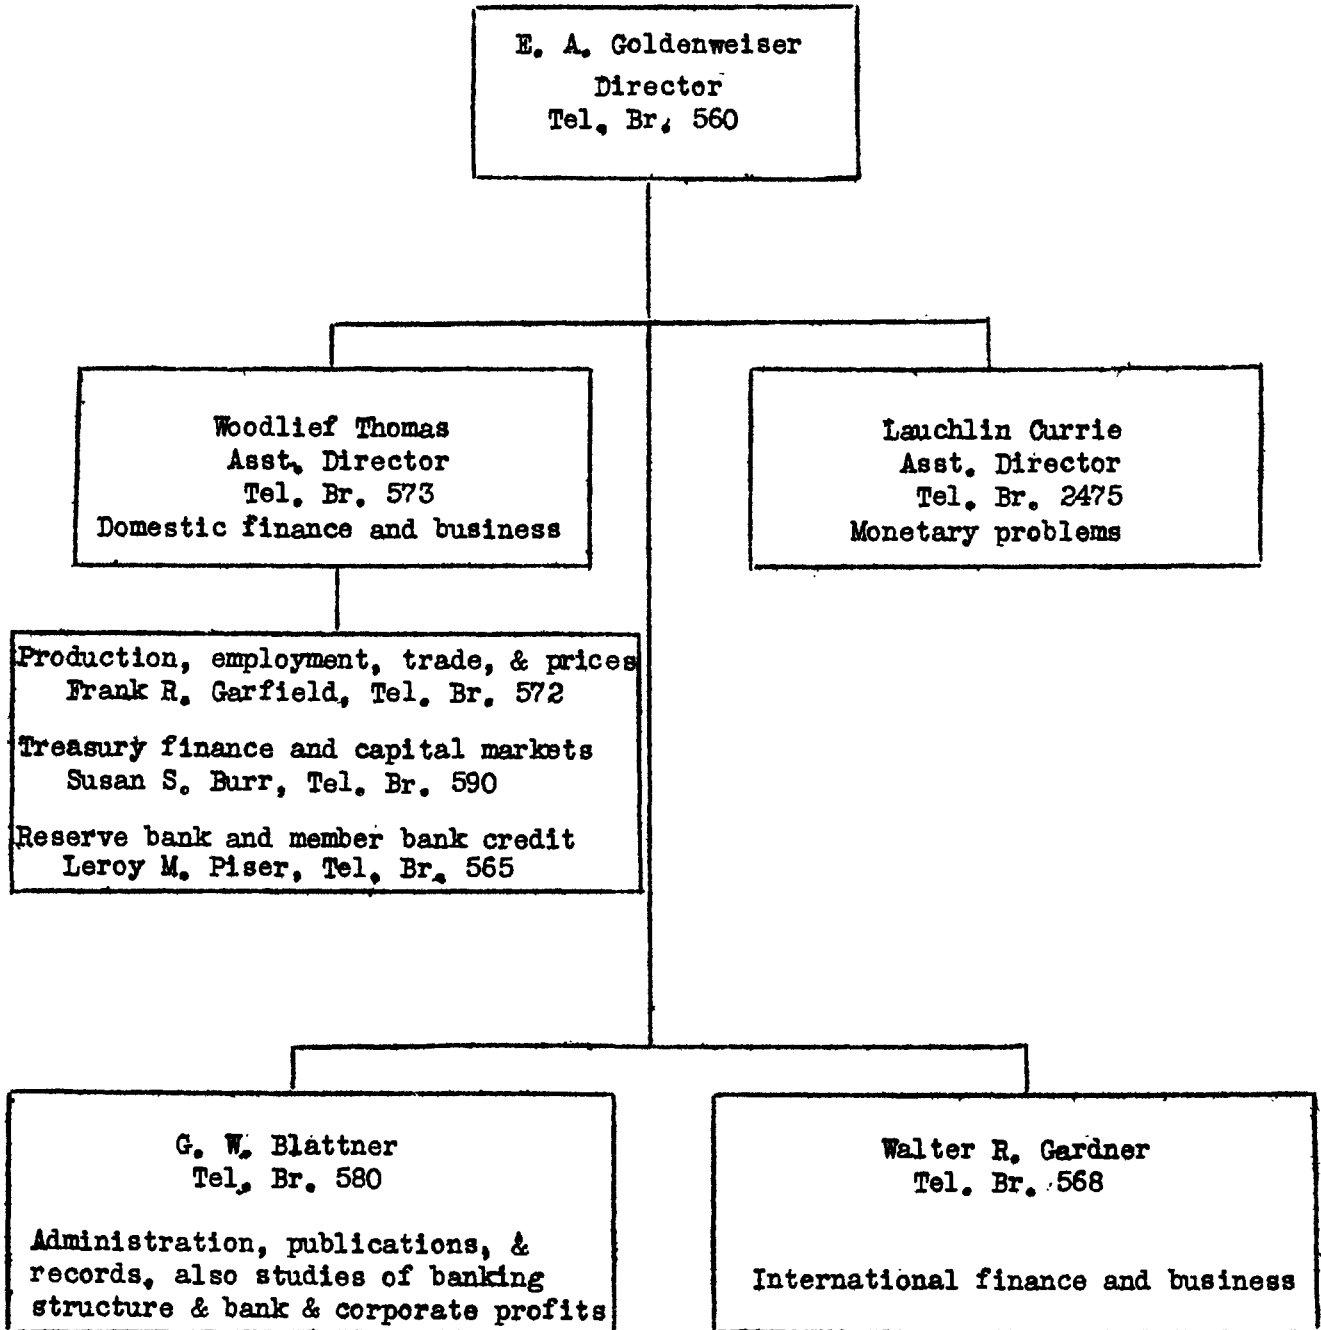 E. A. Goldenweiser
Director
Tel. Br. 560
Woodlief Thomas
Asst. Director
Tel. Br. 573
Domestic finance and business
Lauchlin Currie
Asst. Director
Tel. Br. 2475
Monetary problems
Production, employment, trade, & prices
Frank R. Garfield, Tel. Br. 572
Treasury finance and capital markets
Susan S. Burr, Tel. Br. 590
Reserve bank and member bank credit
Leroy M. Piser, Tel. Br. 565
G. W. Blattner
Tel. Br. 580
Administration, publications, &
records, also studies of banking
structure & bank & corporate profits
Walter R. Gardner
Tel. Br. 568
International finance and business